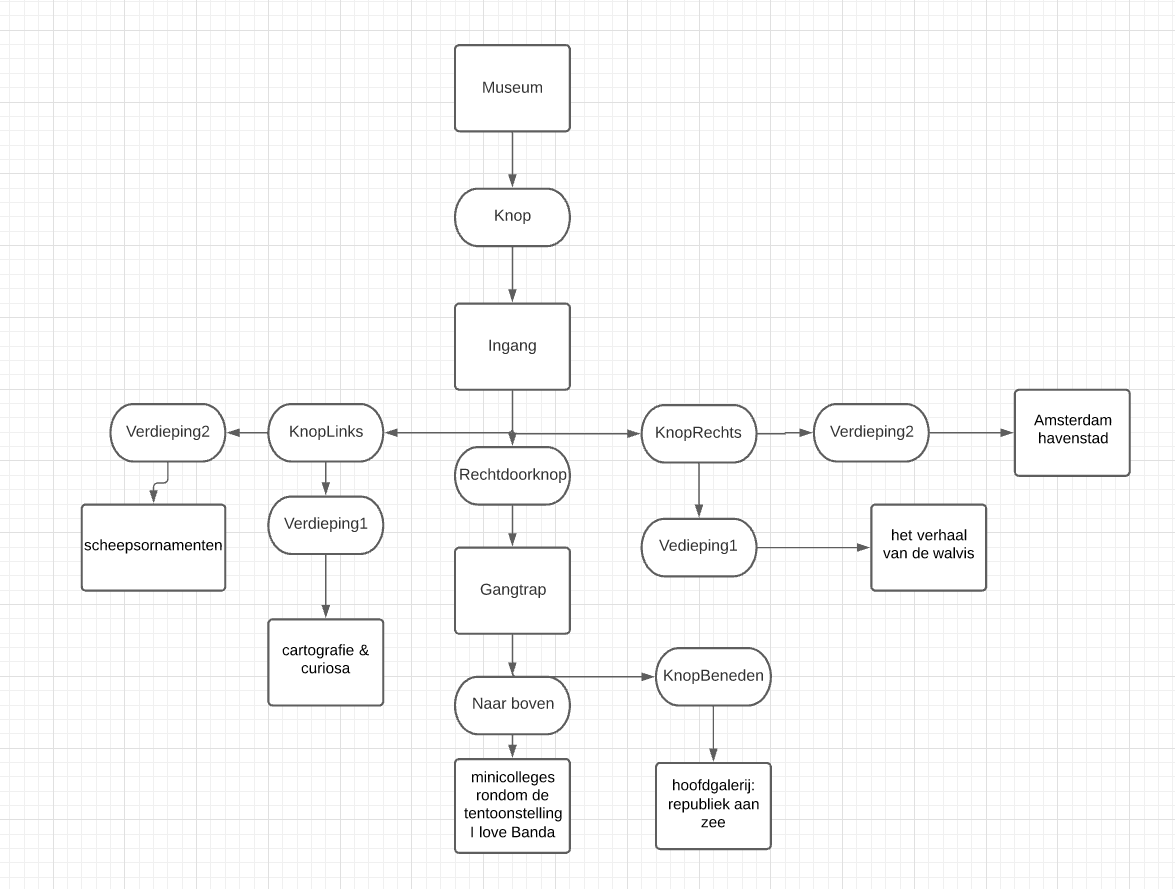 Museum
Knop
Ingang
Verdieping2
KnopLinks
KnopRechts
Verdieping2
Amsterdam
havenstad
Rechtdoorknop
scheepsornamenten
Verdieping1
Vedieping1
het verhaal
van de walvis
Gangtrap
cartografie &
curiosa
KnopBeneden
Naar boven
minicolleges
rondom de
tentoonstelling
I love Banda
hoofdgalerij:
republiek aan
zee